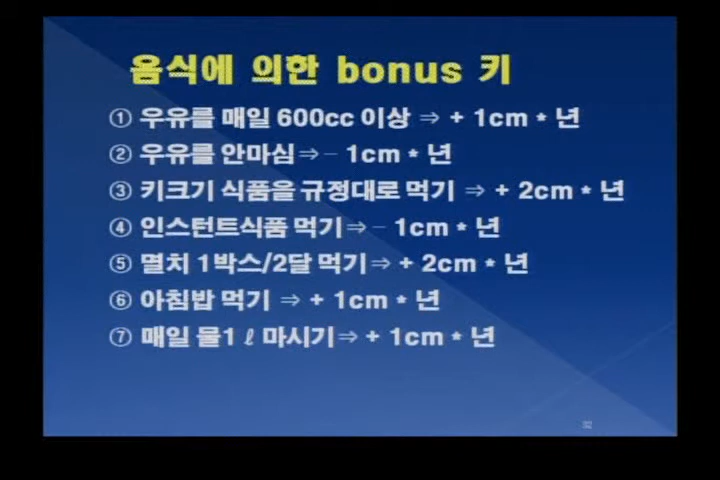 음식에 의한 bonus 키
① 우유를 매일 600cc 이상 ⇒ + 1cm * 년
② 우유를 안마심⇒ – 1cm * 년
③ 키크기 식품을 규정대로 먹기 ⇒ + 2cm * 년
④ 인스턴트식품 먹기⇒ – 1cm * 년
⑤ 멸치 1박스/2달 먹기⇒ + 2cm * 년
⑥ 아침밥 먹기 ⇒ + 1cm * 년
⑦ 매일 물1 ℓ 마시기⇒ + 1cm * 년